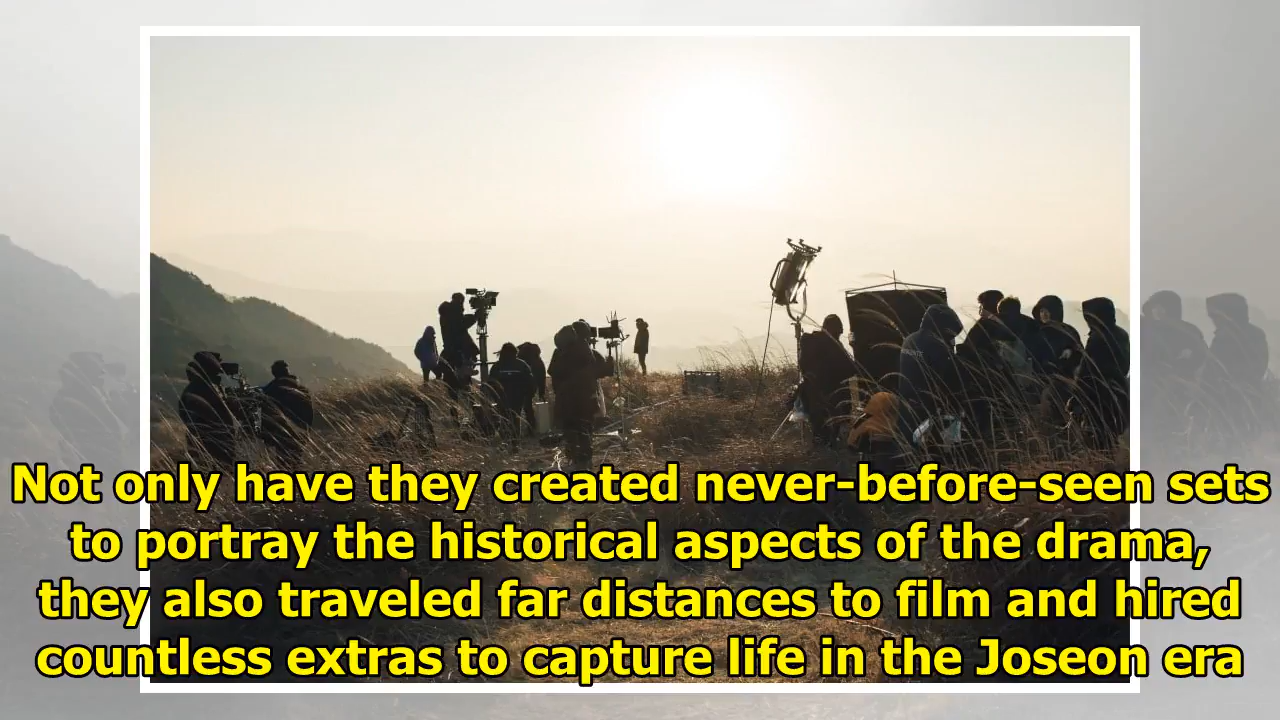 Not only have they created never-before-seen sets
to portray the historical aspects of the drama,
they also traveled far distances to film and hired
countless extras to capture life in the Joseon era